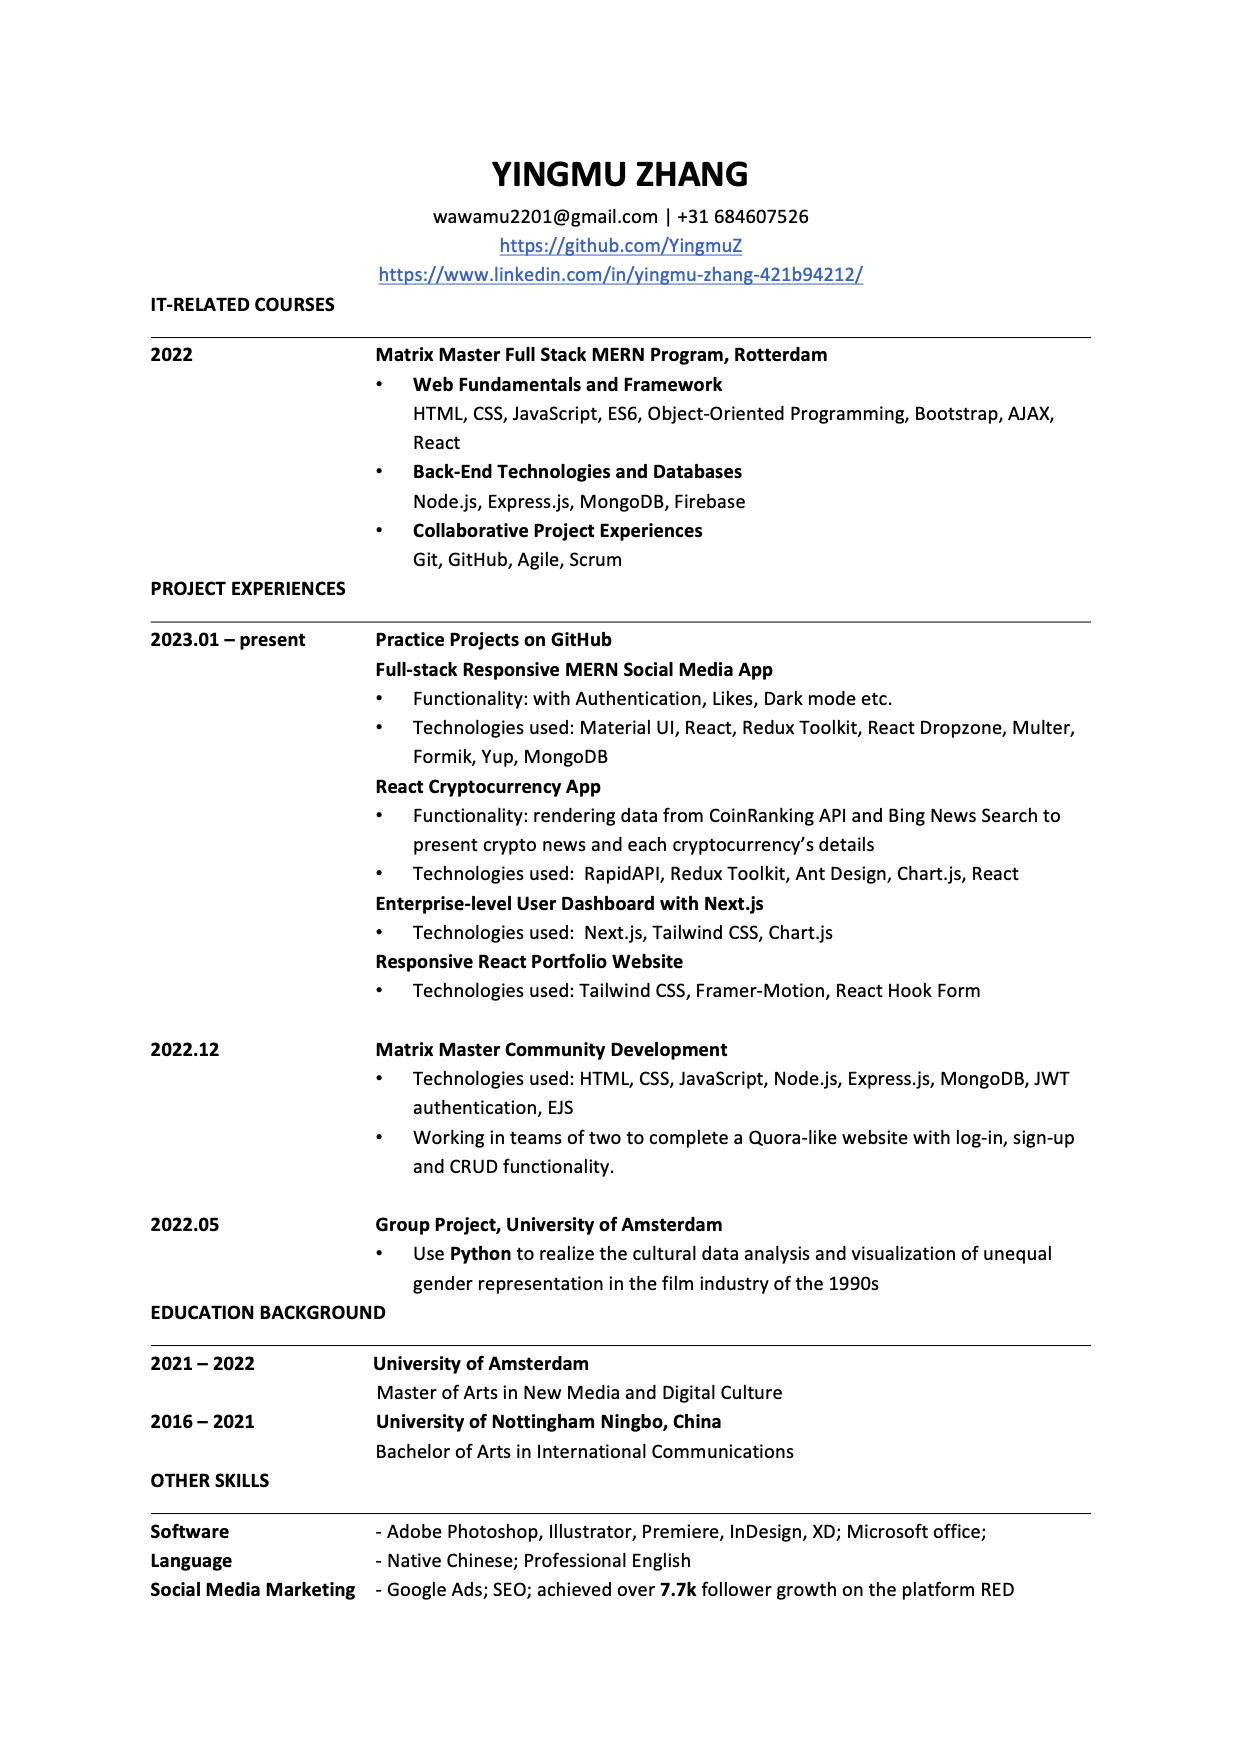 YINGMU ZHANG
wawamu2201@gmail.com | +31 684607526
https://github.com/YingmuZ
https://www.linkedin.com/in/yingmu-zhang-421b94212/
IT-RELATED COURSES
2022 Matrix Master Full Stack MERN Program, Rotterdam
• Web Fundamentals and Framework
HTML, CSS, JavaScript, ES6, Object-Oriented Programming, Bootstrap, AJAX,
React
• Back-End Technologies and Databases
Node.js, Express.js, MongoDB, Firebase
• Collaborative Project Experiences
Git, GitHub, Agile, Scrum
PROJECT EXPERIENCES
2023.01 – present Practice Projects on GitHub
Full-stack Responsive MERN Social Media App
• Functionality: with Authentication, Likes, Dark mode etc.
• Technologies used: Material UI, React, Redux Toolkit, React Dropzone, Multer,
Formik, Yup, MongoDB
React Cryptocurrency App
• Functionality: rendering data from CoinRanking API and Bing News Search to
present crypto news and each cryptocurrency’s details
• Technologies used: RapidAPI, Redux Toolkit, Ant Design, Chart.js, React
Enterprise-level User Dashboard with Next.js
• Technologies used: Next.js, Tailwind CSS, Chart.js
Responsive React Portfolio Website
• Technologies used: Tailwind CSS, Framer-Motion, React Hook Form
2022.12 Matrix Master Community Development
• Technologies used: HTML, CSS, JavaScript, Node.js, Express.js, MongoDB, JWT
authentication, EJS
• Working in teams of two to complete a Quora-like website with log-in, sign-up
and CRUD functionality.
2022.05 Group Project, University of Amsterdam
• Use Python to realize the cultural data analysis and visualization of unequal
gender representation in the film industry of the 1990s
EDUCATION BACKGROUND
2021 – 2022 University of Amsterdam
Master of Arts in New Media and Digital Culture
2016 – 2021 University of Nottingham Ningbo, China
Bachelor of Arts in International Communications
OTHER SKILLS
Software - Adobe Photoshop, Illustrator, Premiere, InDesign, XD; Microsoft office;
Language - Native Chinese; Professional English
Social Media Marketing - Google Ads; SEO; achieved over 7.7k follower growth on the platform RED